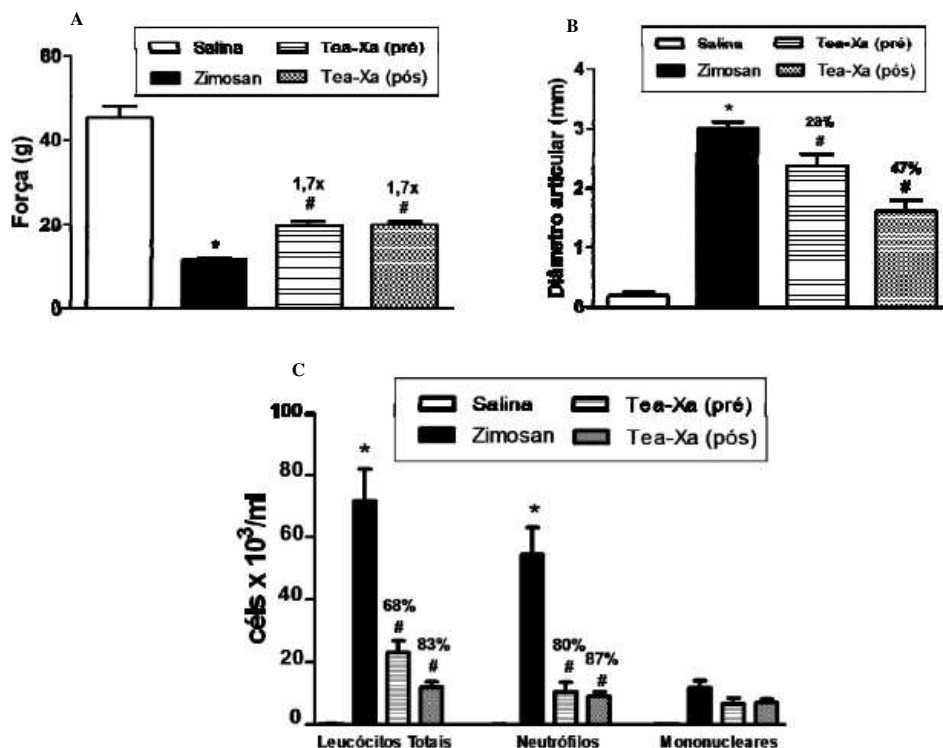 A
Salina
Tea-Xa (pré)
Zimosan
Tea-Xa (pós)
Força (g)
60
40
20
0
*
1,7x
#
1,7x
#
B
Salina
Tea-Xa (pré)
Zimosan
Tea-Xa (pós)
Diâmetro articular (mm)
4
3
2
1
0
*
#
47%
#
C
Salina
Tea-Xa (pré)
Zimosan
Tea-Xa (pós)
céls x 10³/ml
100
80
60
40
20
0
*
68%
#
83%
#
*
80%
#
87%
#
Leucócitos Totais
Neutrófilos
Mononucleares